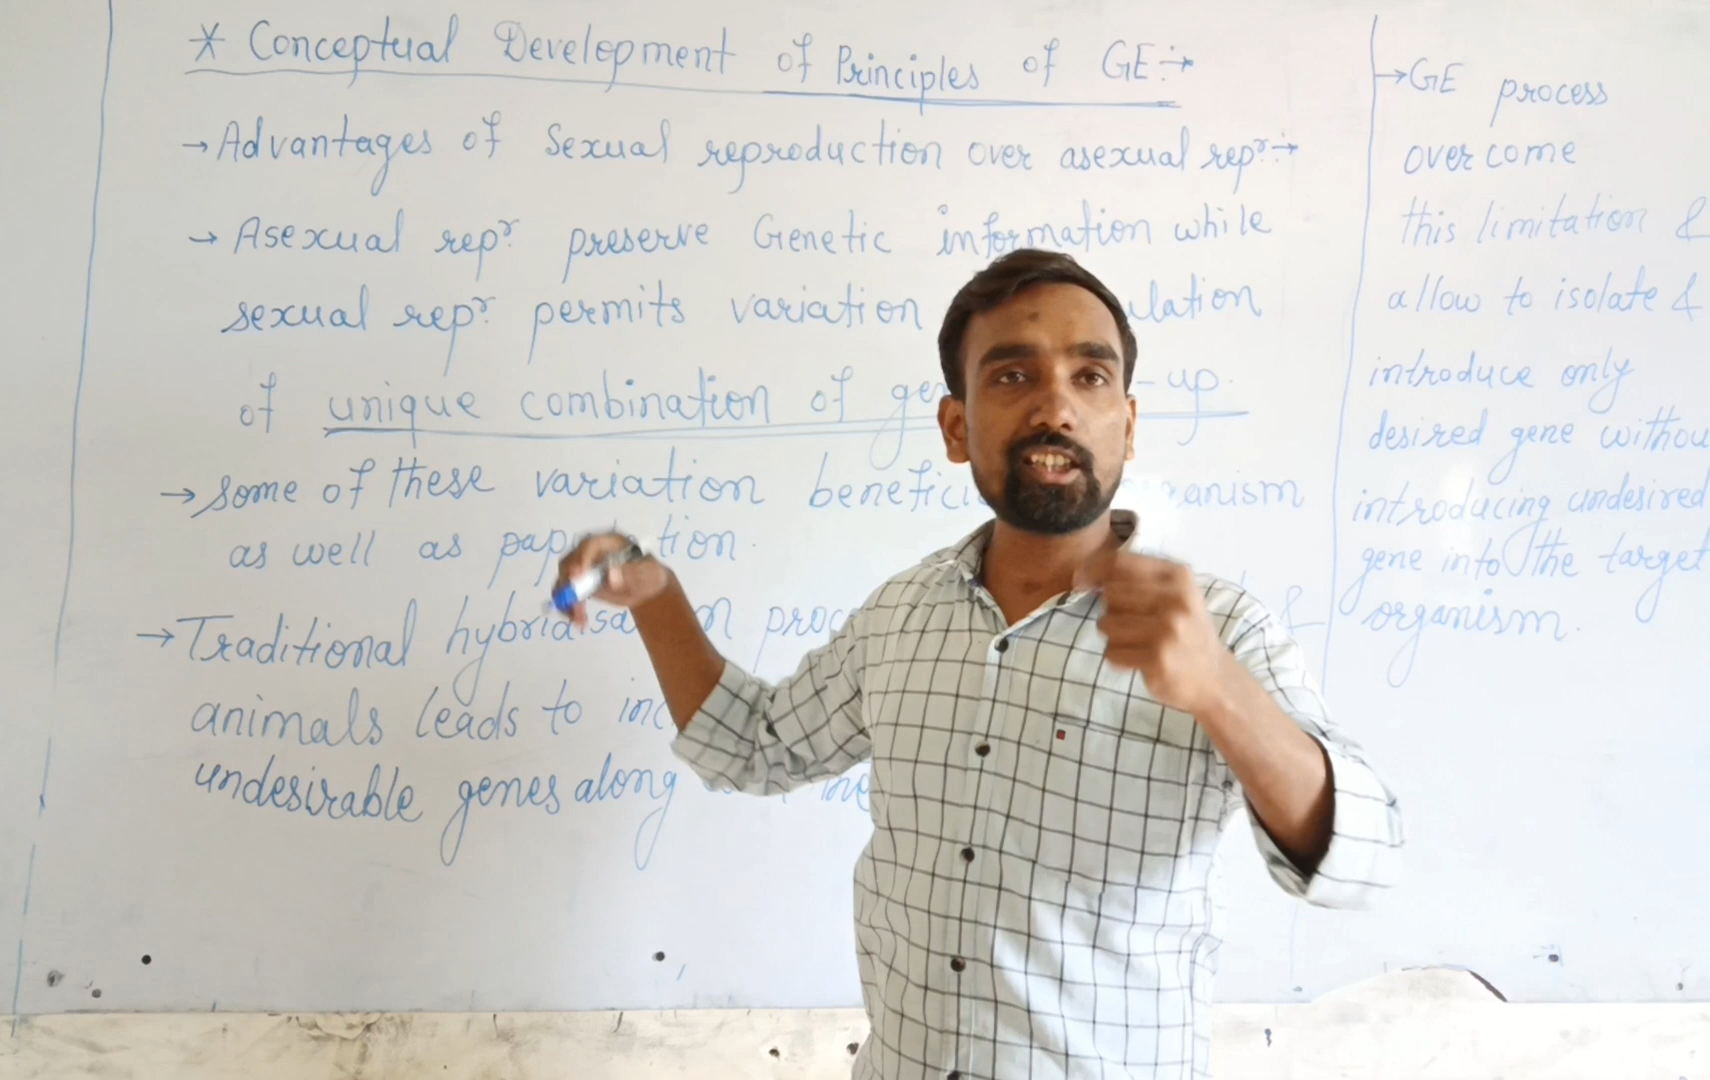 * Conceptual Development of Principles of GE:→
→ Advantages of Sexual reproduction over asexual repr:→
→ Asexual repr preserve Genetic information while
sexual repr permits variation
of unique combination of -up.
→ some of these variation
as well as
→ Traditional &
animals leads to
undesirable genes along
→ GE process
overcome
this limitation &
allow to isolate &
introduce only
desired gene
introducing undesired
gene into the target
organism.